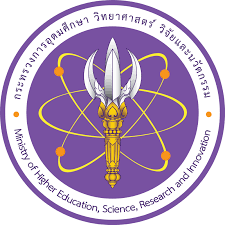 กระทรวงการอุดมศึกษา วิทยาศาสตร์ วิจัยและนวัตกรรม
Ministry of Higher Education, Science, Research and Innovation